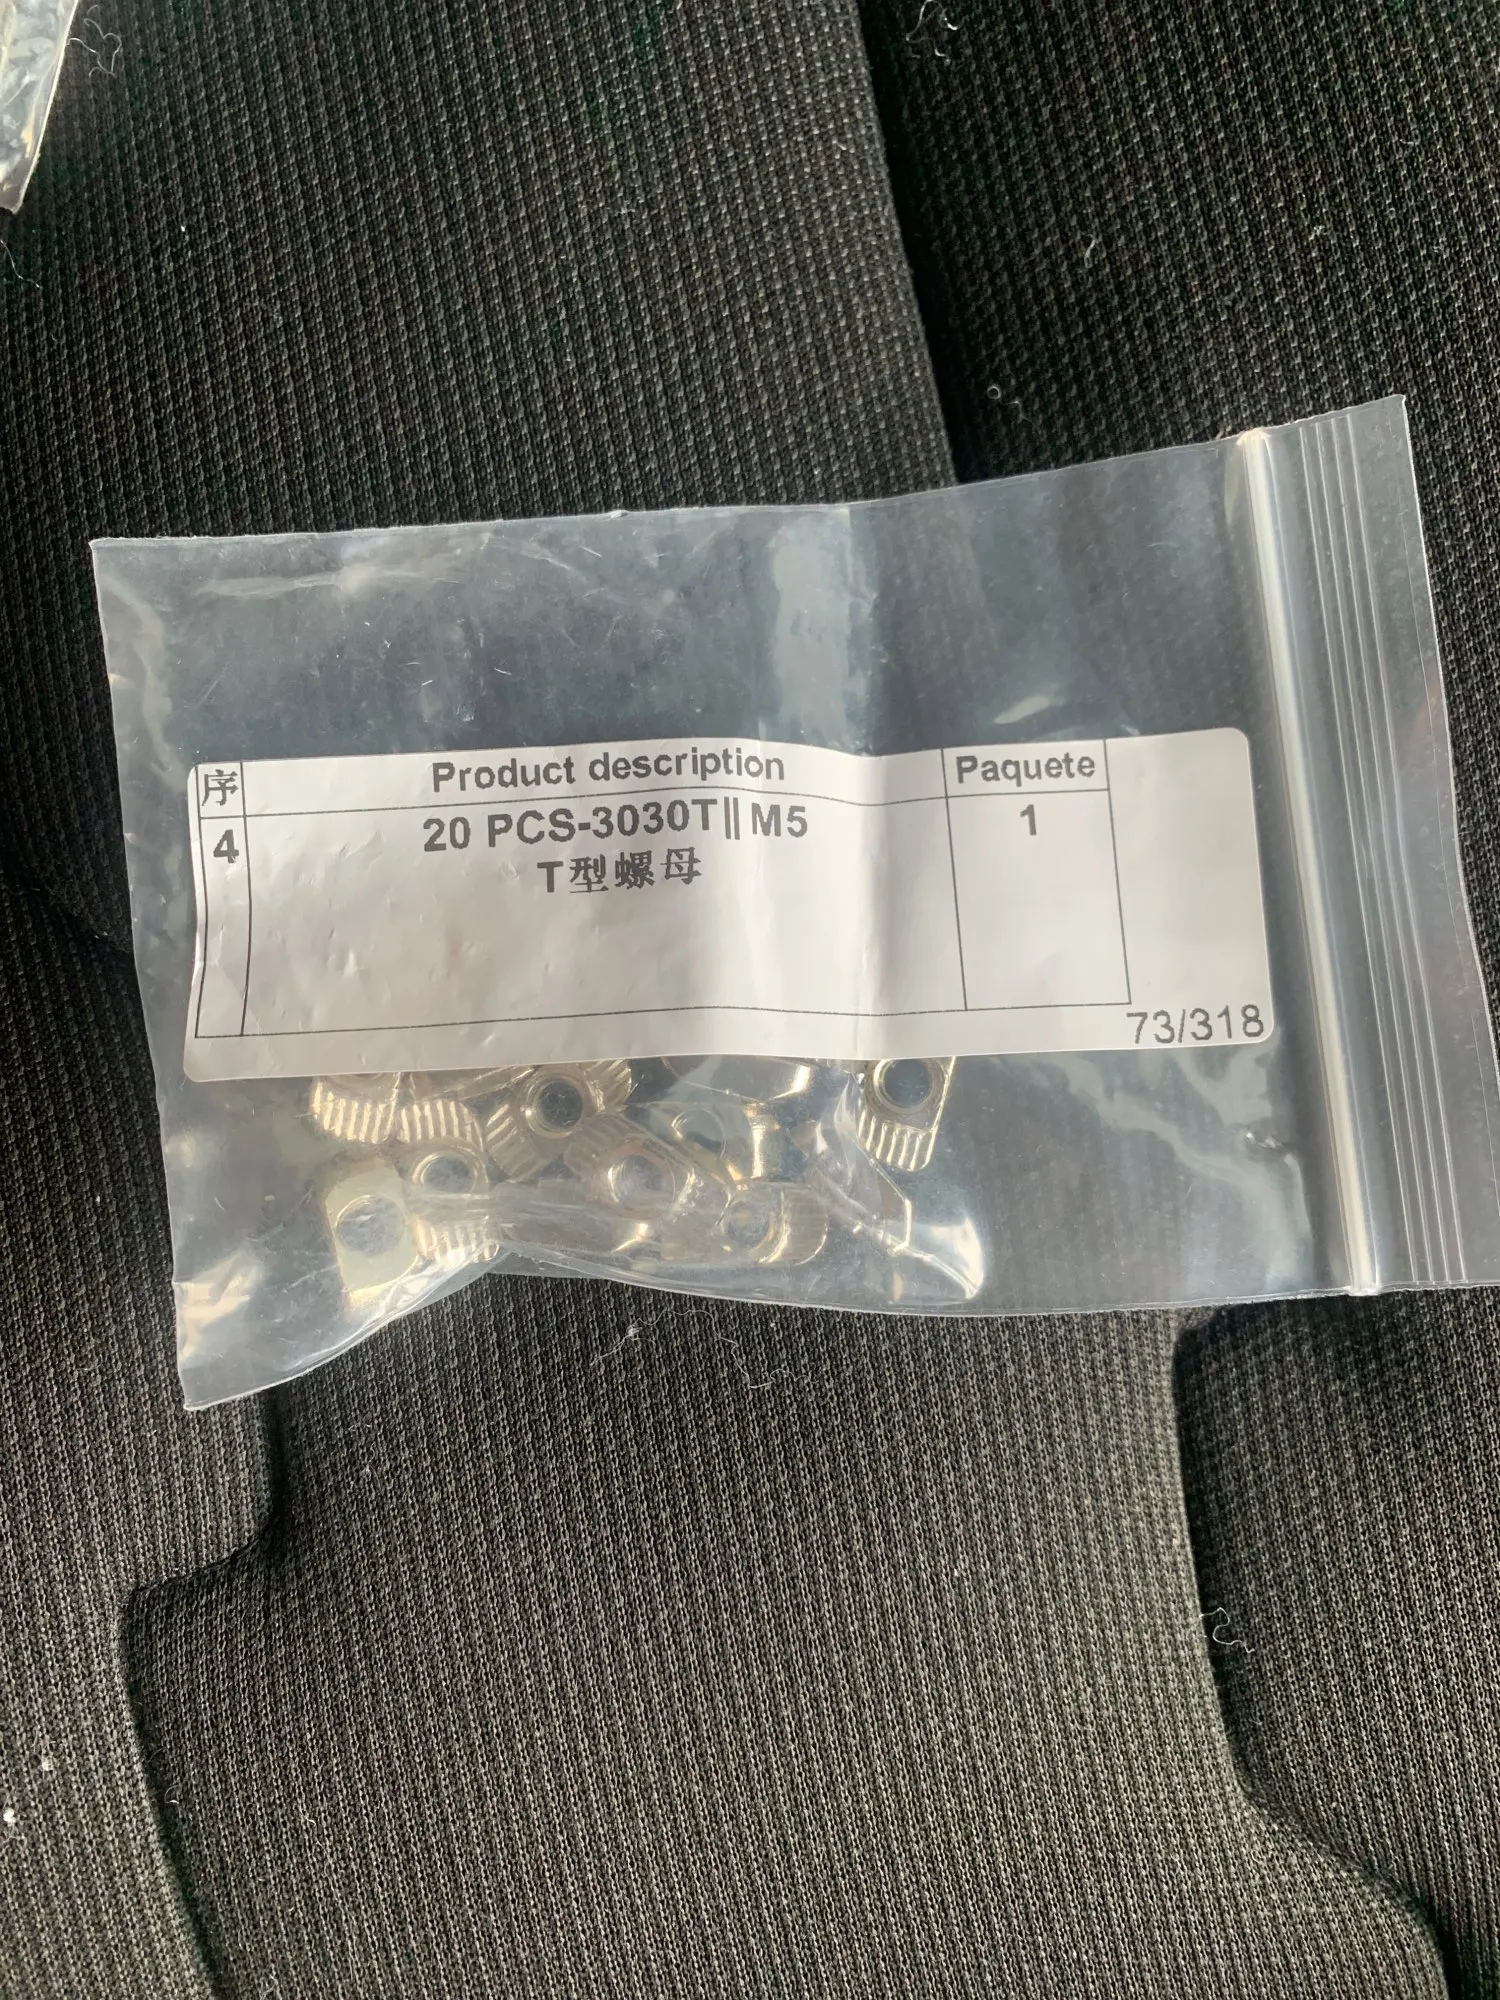 序 Product description Paquete
4 20 PCS-3030T‖M5 1
T型螺母
73/318